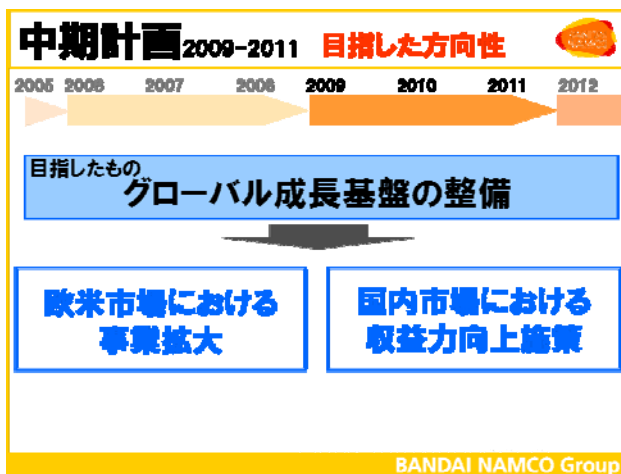 中期計画2009-2011 目指した方向性
2005 2006 2007 2008 2009 2010 2011 2012
目指したもの
グローバル成長基盤の整備
欧米市場における
事業拡大
国内市場における
収益力向上施策
BANDAI NAMCO Group